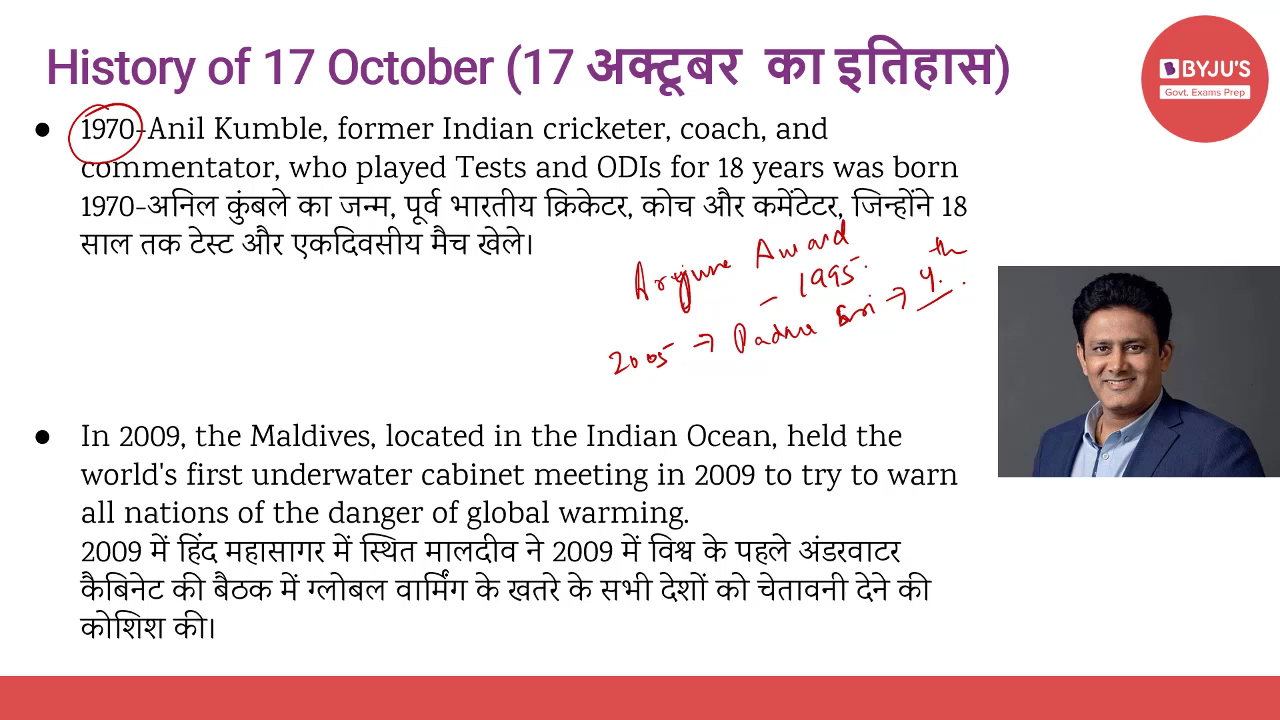 History of 17 October (17 अक्टूबर का इतिहास)
BYJU'S
Govt. Exams Prep
● 1970-Anil Kumble, former Indian cricketer, coach, and
commentator, who played Tests and ODIs for 18 years was born
1970-अनिल कुंबले का जन्म, पूर्व भारतीय क्रिकेटर, कोच और कमेंटेटर, जिन्होंने 18
साल तक टेस्ट और एकदिवसीय मैच खेले।
Award
- 1995.
2005 → Padma Sri → 4th.
● In 2009, the Maldives, located in the Indian Ocean, held the
world's first underwater cabinet meeting in 2009 to try to warn
all nations of the danger of global warming.
2009 में हिंद महासागर में स्थित मालदीव ने 2009 में विश्व के पहले अंडरवाटर
कैबिनेट की बैठक में ग्लोबल वार्मिंग के खतरे के सभी देशों को चेतावनी देने की
कोशिश की।